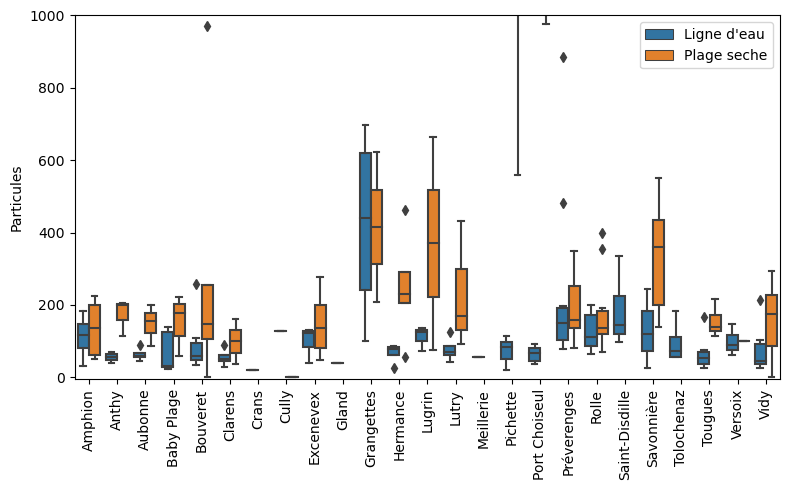 1000
800
600
400
200
0
Particules
Ligne d'eau
Plage seche
Amphion
Anthy
Aubonne
Baby Plage
Bouveret
Clarens
Crans
Cully
Excenevex
Gland
Grangettes
Hermance
Lugrin
Lutry
Meillerie
Pichette
Port Choiseul
Préverenges
Rolle
Saint-Disdille
Savonnière
Tolochenaz
Tougues
Versoix
Vidy